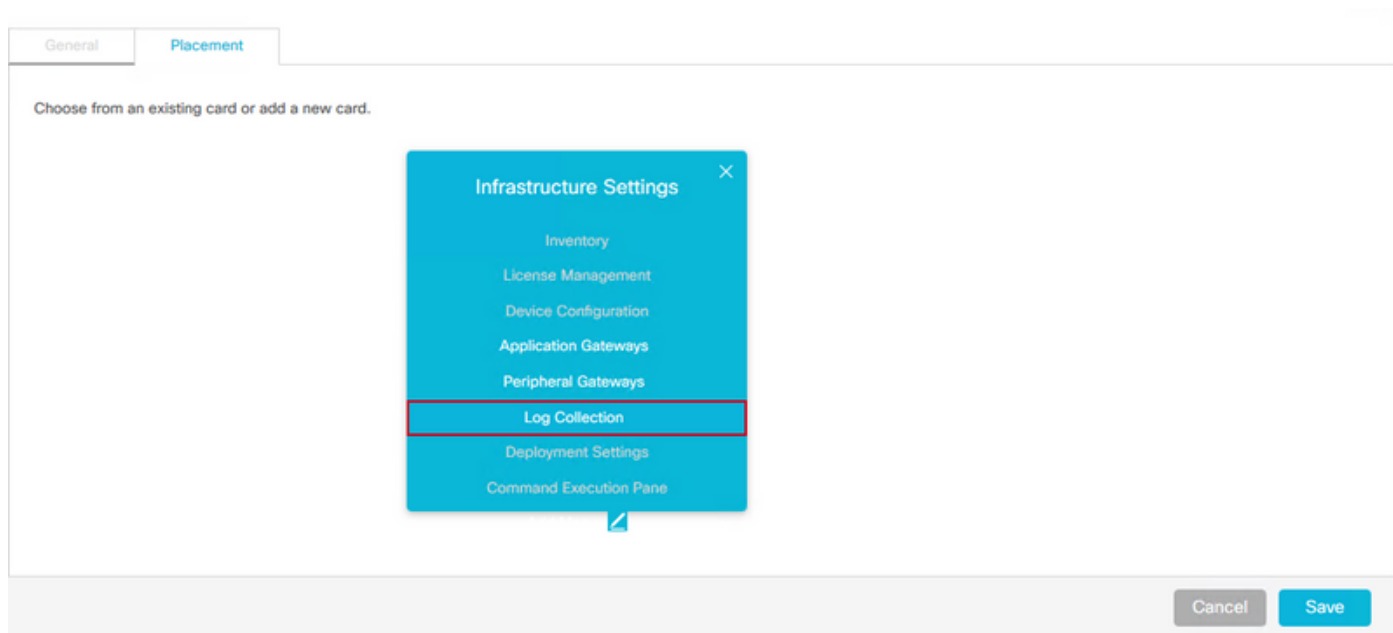 General
Placement
Choose from an existing card or add a new card.
Infrastructure Settings
Inventory
License Management
Device Configuration
Application Gateways
Peripheral Gateways
Log Collection
Deployment Settings
Command Execution Pane
Cancel
Save